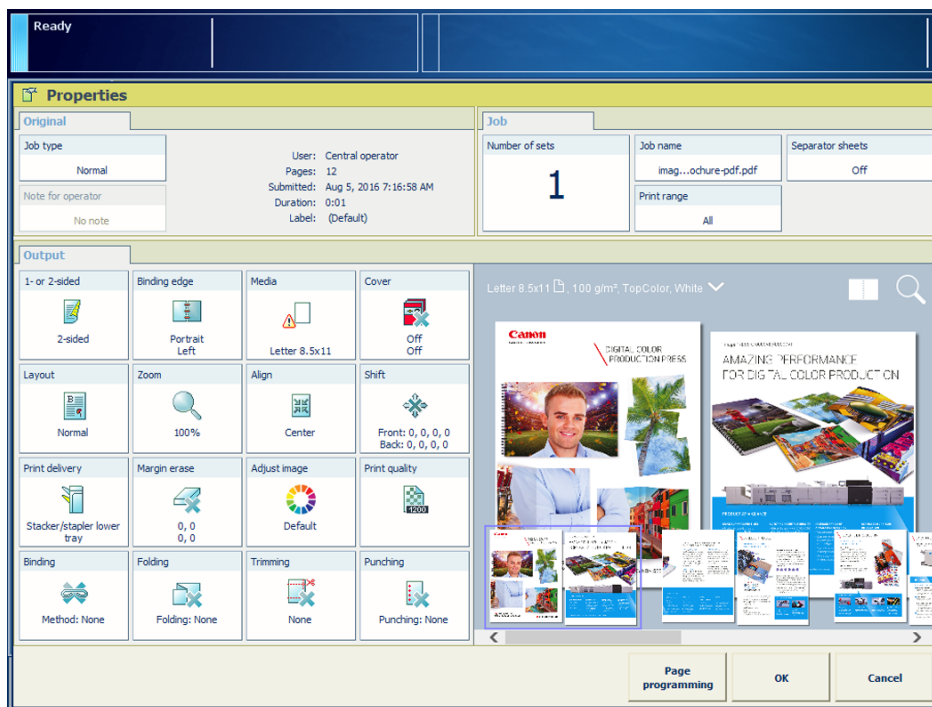 Ready
Properties
Original
Job type
Normal
Note for operator
No note
User: Central operator
Pages: 12
Submitted: Aug 5, 2016 7:16:58 AM
Duration: 0:01
Label: (Default)
Job
Number of sets
1
Job name
imag...ochure-pdf.pdf
Separator sheets
Off
Print range
All
Output
1- or 2-sided
2-sided
Binding edge
Portrait
Left
Media
Letter 8.5x11
Cover
Off
Off
Layout
Normal
Zoom
100%
Align
Center
Shift
Front: 0, 0, 0, 0
Back: 0, 0, 0, 0
Print delivery
Stacker/stapler lower
tray
Margin erase
0, 0
0, 0
Adjust image
Default
Print quality
1200
Binding
Method: None
Folding
Folding: None
Trimming
None
Punching
Punching: None
Letter 8.5x11 , 100 g/m², TopColor, White
Canon
DIGITAL COLOR
PRODUCTION PRESS
AMAZING PERFORMANCE
FOR DIGITAL COLOR PRODUCTION
Page
programming
OK
Cancel